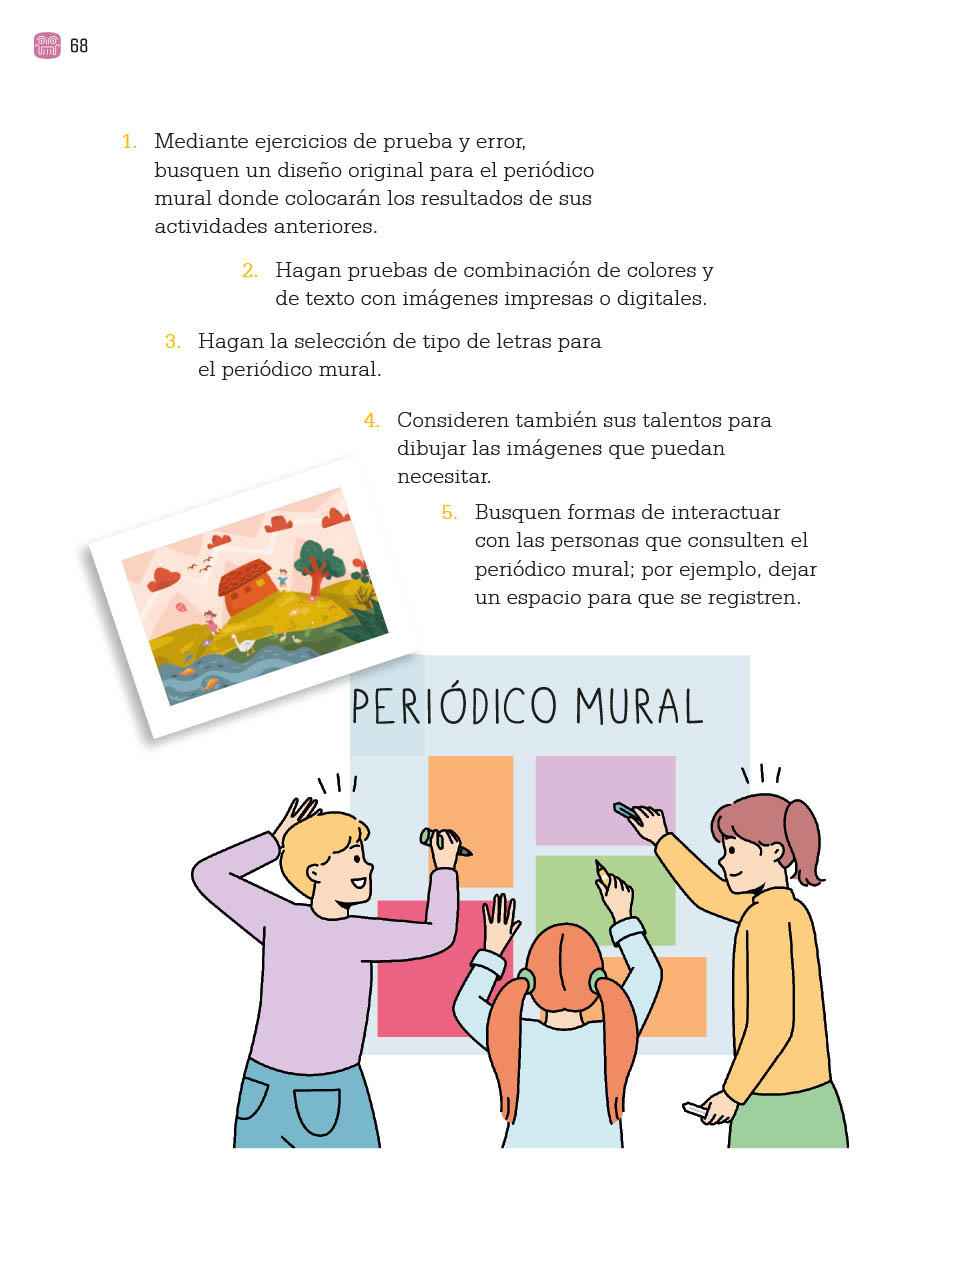 68
1. Mediante ejercicios de prueba y error,
busquen un diseño original para el periódico
mural donde colocarán los resultados de sus
actividades anteriores.
2. Hagan pruebas de combinación de colores y
de texto con imágenes impresas o digitales.
3. Hagan la selección de tipo de letras para
el periódico mural.
4. Consideren también sus talentos para
dibujar las imágenes que puedan
necesitar.
5. Busquen formas de interactuar
con las personas que consulten el
periódico mural; por ejemplo, dejar
un espacio para que se registren.
PERIÓDICO MURAL